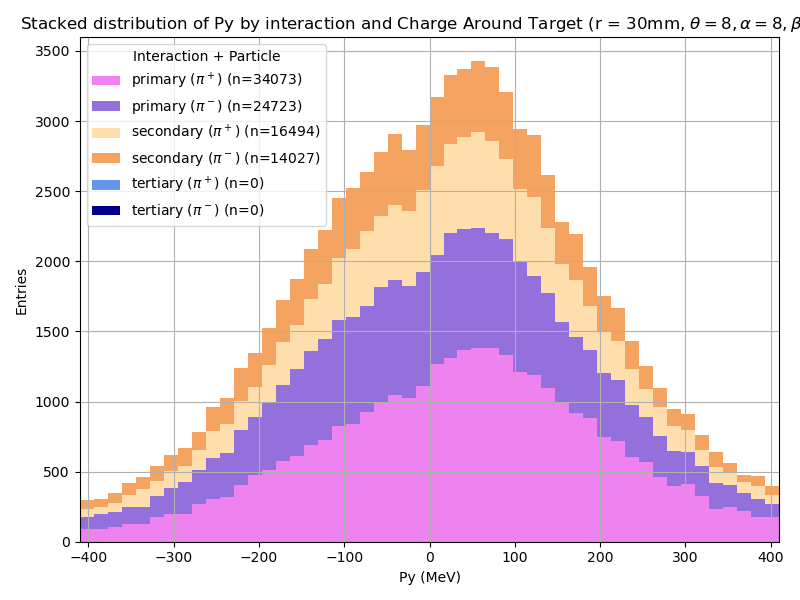 Stacked distribution of Py by interaction and Charge Around Target (r = 30mm, θ = 8, α = 8, β
3500
3000
2500
2000
1500
1000
500
0
Entries
Interaction + Particle
primary (π⁺) (n=34073)
primary (π⁻) (n=24723)
secondary (π⁺) (n=16494)
secondary (π⁻) (n=14027)
tertiary (π⁺) (n=0)
tertiary (π⁻) (n=0)
−400 −300 −200 −100 0 100 200 300 400
Py (MeV)